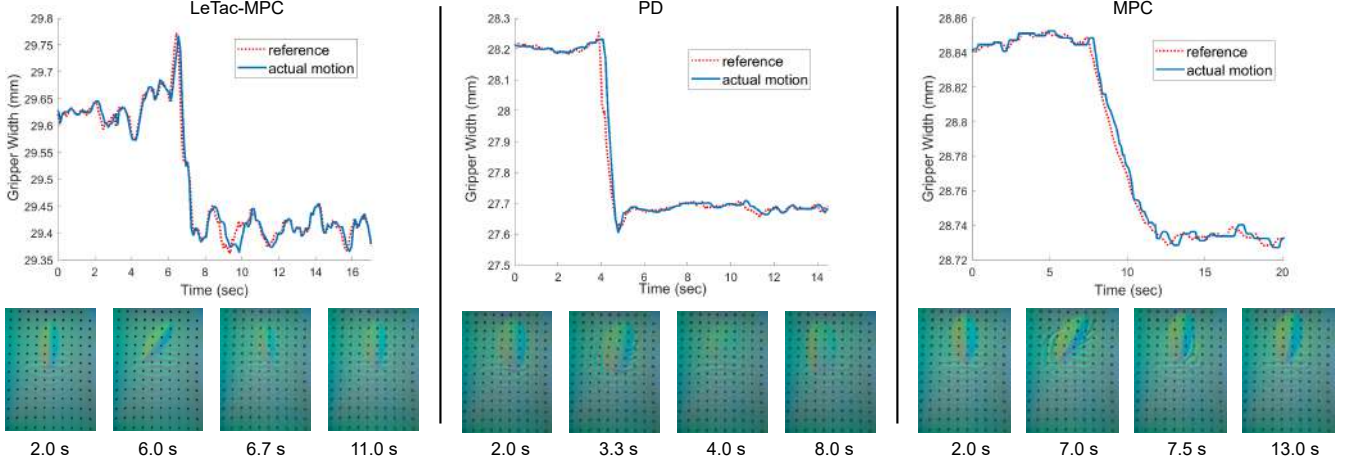 LeTac-MPC
29.8
29.75
29.7
29.65
29.6
29.55
29.5
29.45
29.4
29.35
0 2 4 6 8 10 12 14 16
Gripper Width (mm)
Time (sec)
reference
actual motion
2.0 s 6.0 s 6.7 s 11.0 s
PD
28.2
28.1
28
27.9
27.8
27.7
27.6
27.5
0 2 4 6 8 10 12 14
Gripper Width (mm)
Time (sec)
reference
actual motion
2.0 s 3.3 s 4.0 s 8.0 s
MPC
28.86
28.84
28.82
28.8
28.78
28.76
28.74
28.72
0 5 10 15 20
Gripper Width (mm)
Time (sec)
reference
actual motion
2.0 s 7.0 s 7.5 s 13.0 s